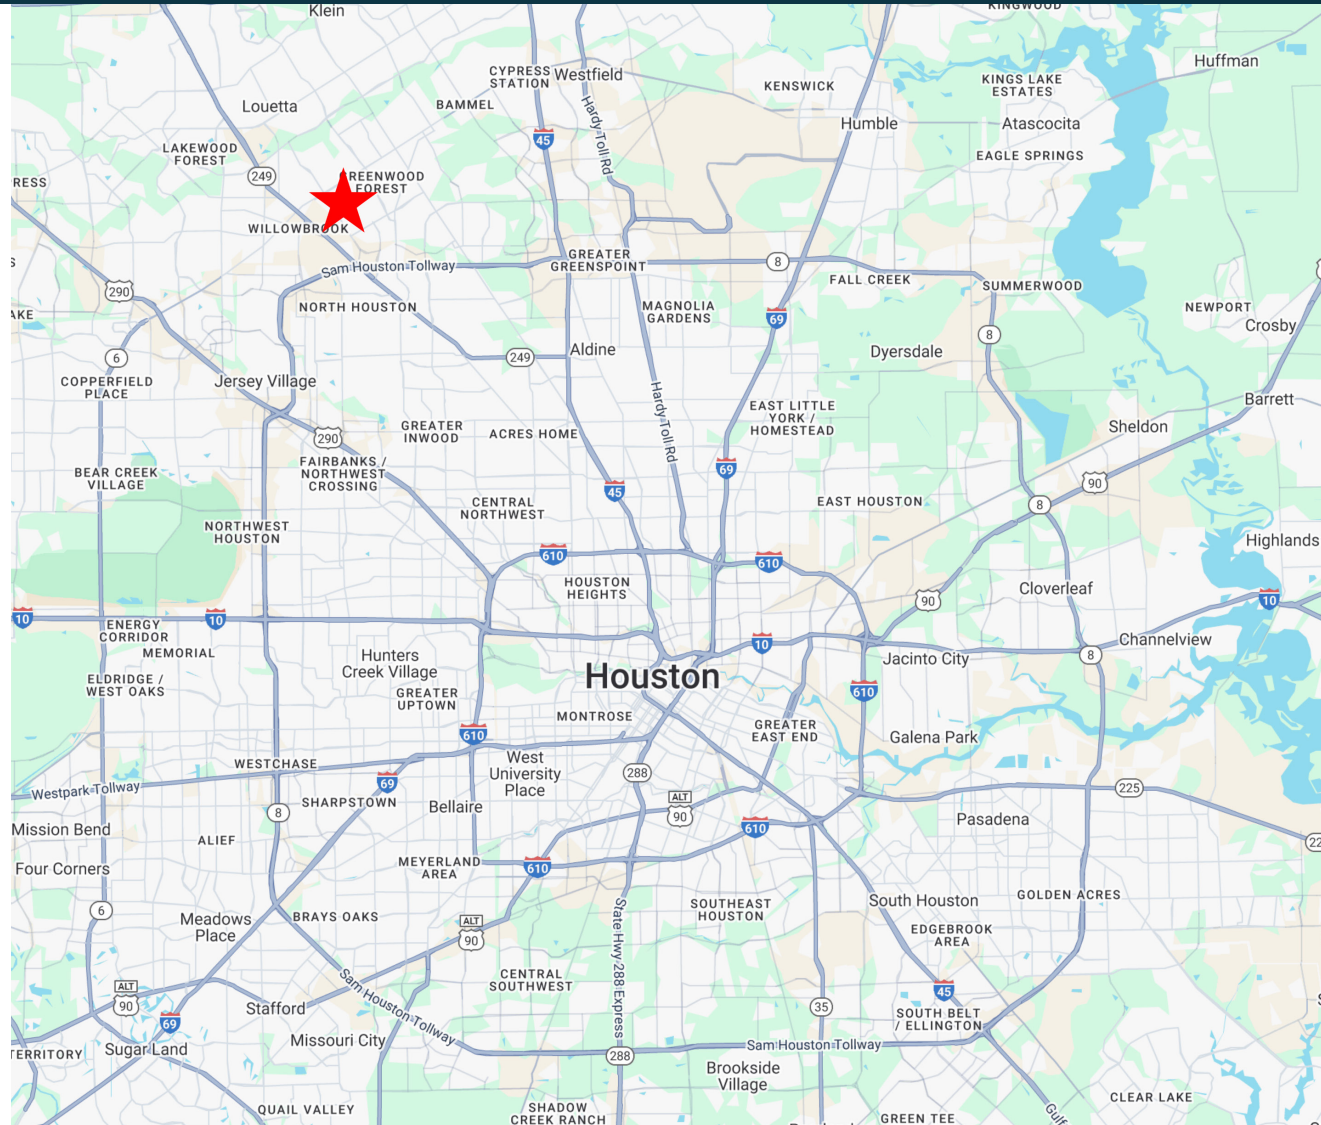 KINGWOOD
Klein
Huffman
CYPRESS
STATION
Westfield
KENSWICK
KINGS LAKE
ESTATES
Louetta
BAMMEL
Hardy Toll Rd
Humble
Atascocita
45
LAKEWOOD
FOREST
EAGLE SPRINGS
249
GREENWOOD
FOREST
RESS
WILLOWBROOK
Sam Houston Tollway
GREATER
GREENSPOINT
8
FALL CREEK
SUMMERWOOD
290
NORTH HOUSTON
MAGNOLIA
GARDENS
69
NEWPORT
Crosby
AKE
6
249
Aldine
Dyersdale
8
COPPERFIELD
PLACE
Jersey Village
Hardy Toll Rd
Barrett
EAST LITTLE
YORK /
HOMESTEAD
GREATER
INWOOD
ACRES HOME
Sheldon
290
FAIRBANKS /
NORTHWEST
CROSSING
BEAR CREEK
VILLAGE
69
90
45
CENTRAL
NORTHWEST
EAST HOUSTON
8
NORTHWEST
HOUSTON
Highlands
610
610
HOUSTON
HEIGHTS
Cloverleaf
90
10
10
10
ENERGY
CORRIDOR
MEMORIAL
10
Channelview
8
Hunters
Creek Village
Jacinto City
Houston
ELDRIDGE /
WEST OAKS
GREATER
UPTOWN
610
MONTROSE
610
GREATER
EAST END
Galena Park
WESTCHASE
West
University
Place
288
69
Westpark Tollway
225
SHARPSTOWN
Bellaire
ALT
90
8
Mission Bend
ALIEF
610
Pasadena
Four Corners
MEYERLAND
AREA
610
GOLDEN ACRES
6
Meadows
Place
BRAYS OAKS
ALT
90
State Hwy 288 Express
SOUTHEAST
HOUSTON
South Houston
EDGEBROOK
AREA
CENTRAL
SOUTHWEST
Sam Houston Tollway
ALT
90
45
Stafford
35
69
SOUTH BELT
/ ELLINGTON
Missouri City
TERRITORY
Sugar Land
288
Sam Houston Tollway
Brookside
Village
CLEAR LAKE
QUAIL VALLEY
SHADOW
CREEK RANCH
GREEN TEE
Gulf